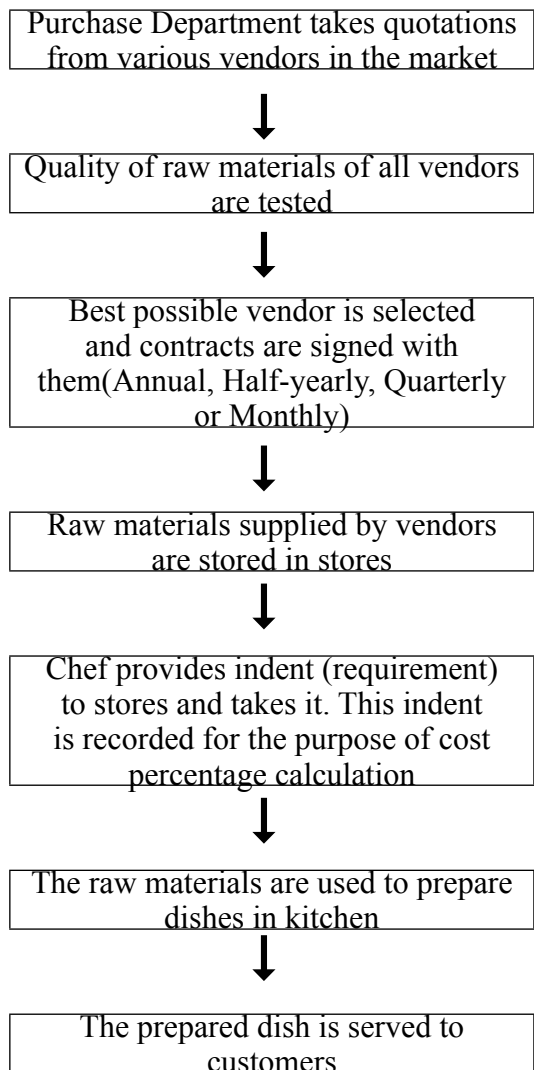 Purchase Department takes quotations
from various vendors in the market
Quality of raw materials of all vendors
are tested
Best possible vendor is selected
and contracts are signed with
them(Annual, Half-yearly, Quarterly
or Monthly)
Raw materials supplied by vendors
are stored in stores
Chef provides indent (requirement)
to stores and takes it. This indent
is recorded for the purpose of cost
percentage calculation
The raw materials are used to prepare
dishes in kitchen
The prepared dish is served to
customers